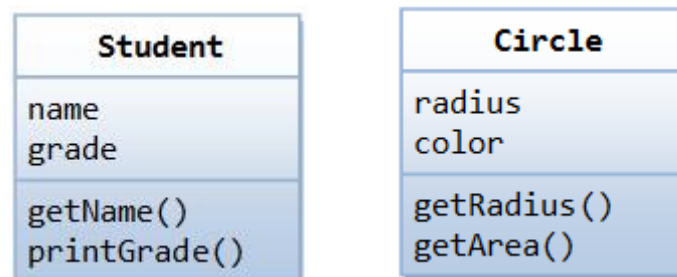 Student
name
grade
getName()
printGrade()
Circle
radius
color
getRadius()
getArea()